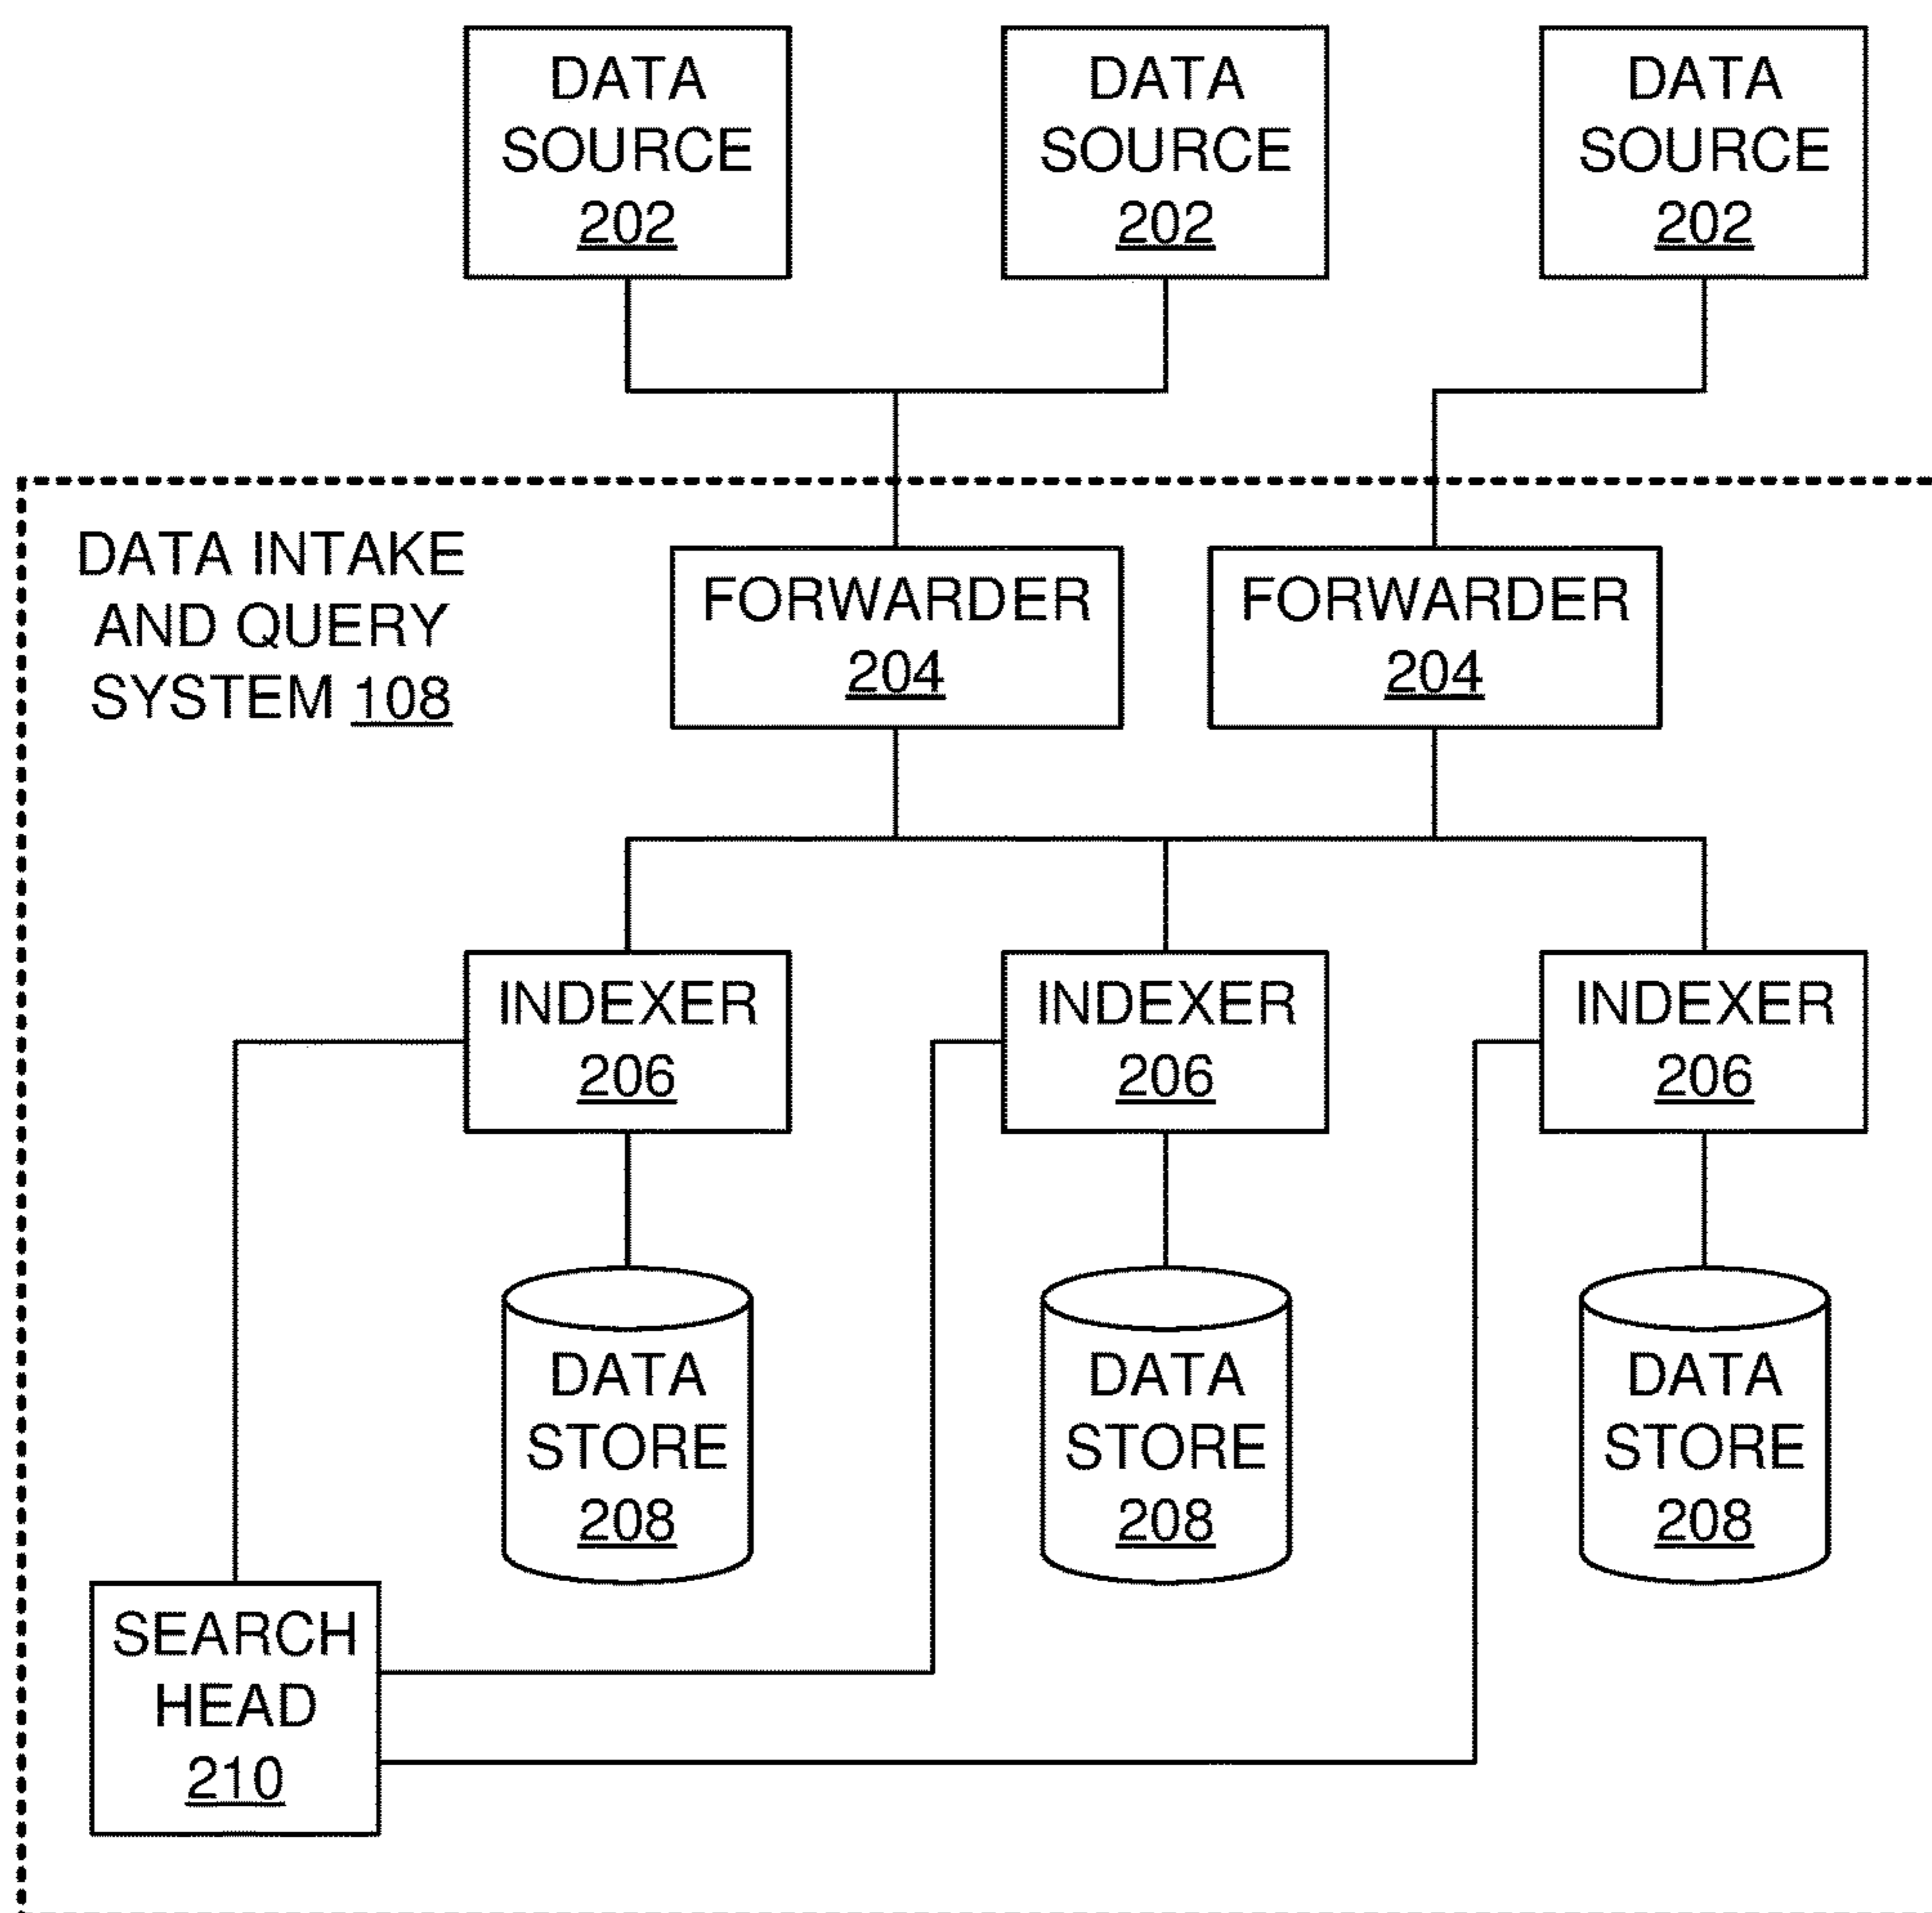 DATA
SOURCE
202
DATA
SOURCE
202
DATA
SOURCE
202
DATA INTAKE
AND QUERY
SYSTEM 108
FORWARDER
204
FORWARDER
204
INDEXER
206
INDEXER
206
INDEXER
206
DATA
STORE
208
DATA
STORE
208
DATA
STORE
208
SEARCH
HEAD
210